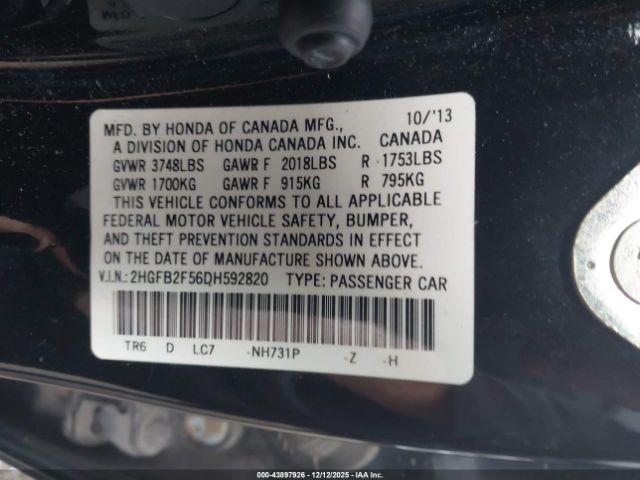 10/'13
MFD. BY HONDA OF CANADA MFG., CANADA
A DIVISION OF HONDA CANADA INC.
GVWR 3748LBS GAWR F 2018LBS R 1753LBS
GVWR 1700KG GAWR F 915KG R 795KG
THIS VEHICLE CONFORMS TO ALL APPLICABLE
FEDERAL MOTOR VEHICLE SAFETY, BUMPER,
AND THEFT PREVENTION STANDARDS IN EFFECT
ON THE DATE OF MANUFACTURE SHOWN ABOVE.
V.I.N.: 2HGFB2F56DH592820 TYPE: PASSENGER CAR
TR6 D LC7 -NH731P -Z -H
000-43897926 - 12/12/2025 - IAAI, Inc.